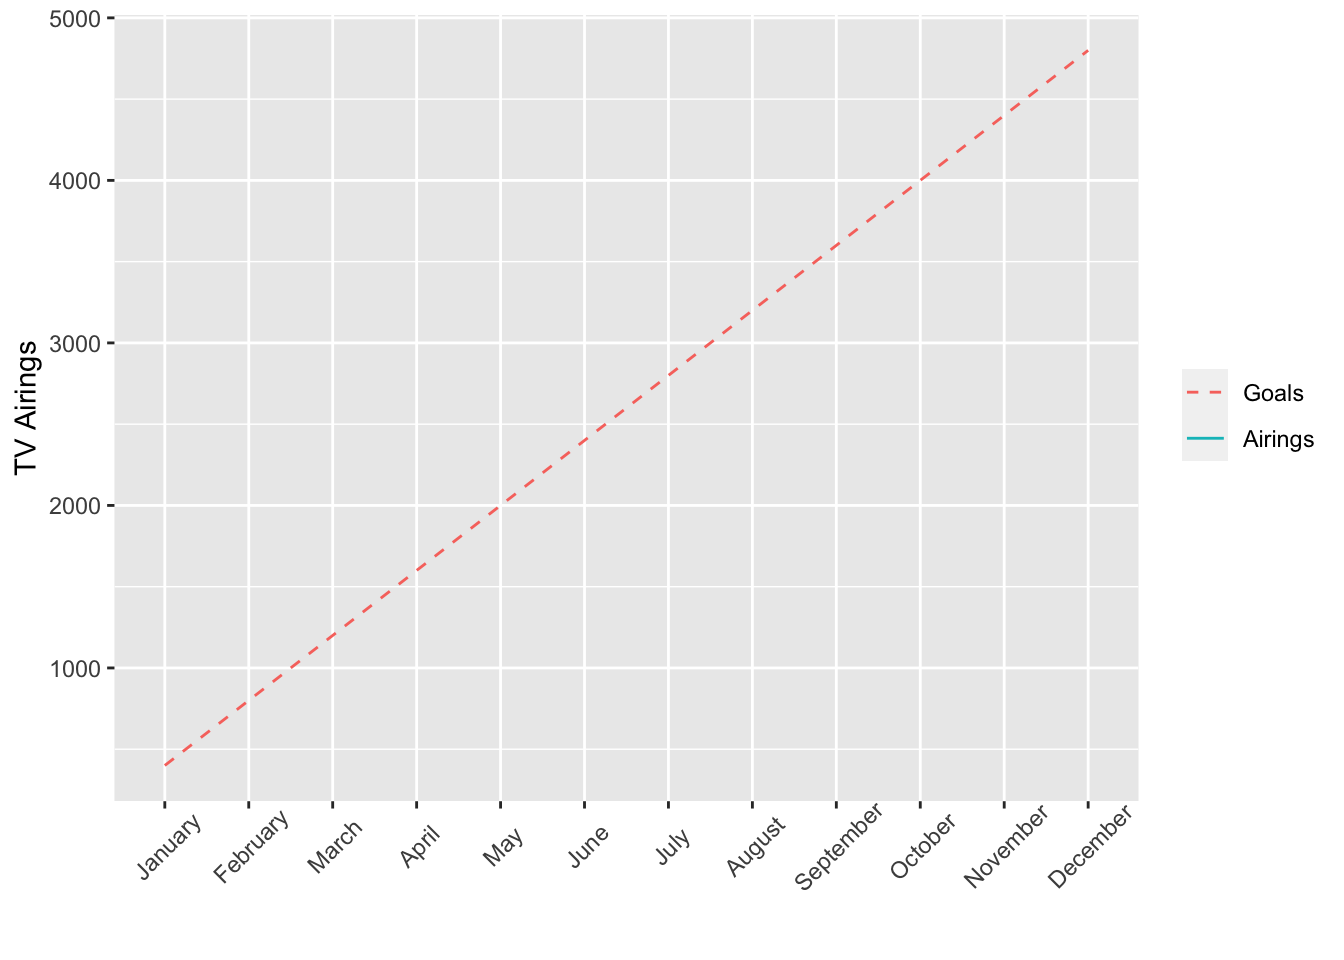 5000
4000
3000
2000
1000
TV Airings
January
February
March
April
May
June
July
August
September
October
November
December
Goals
Airings